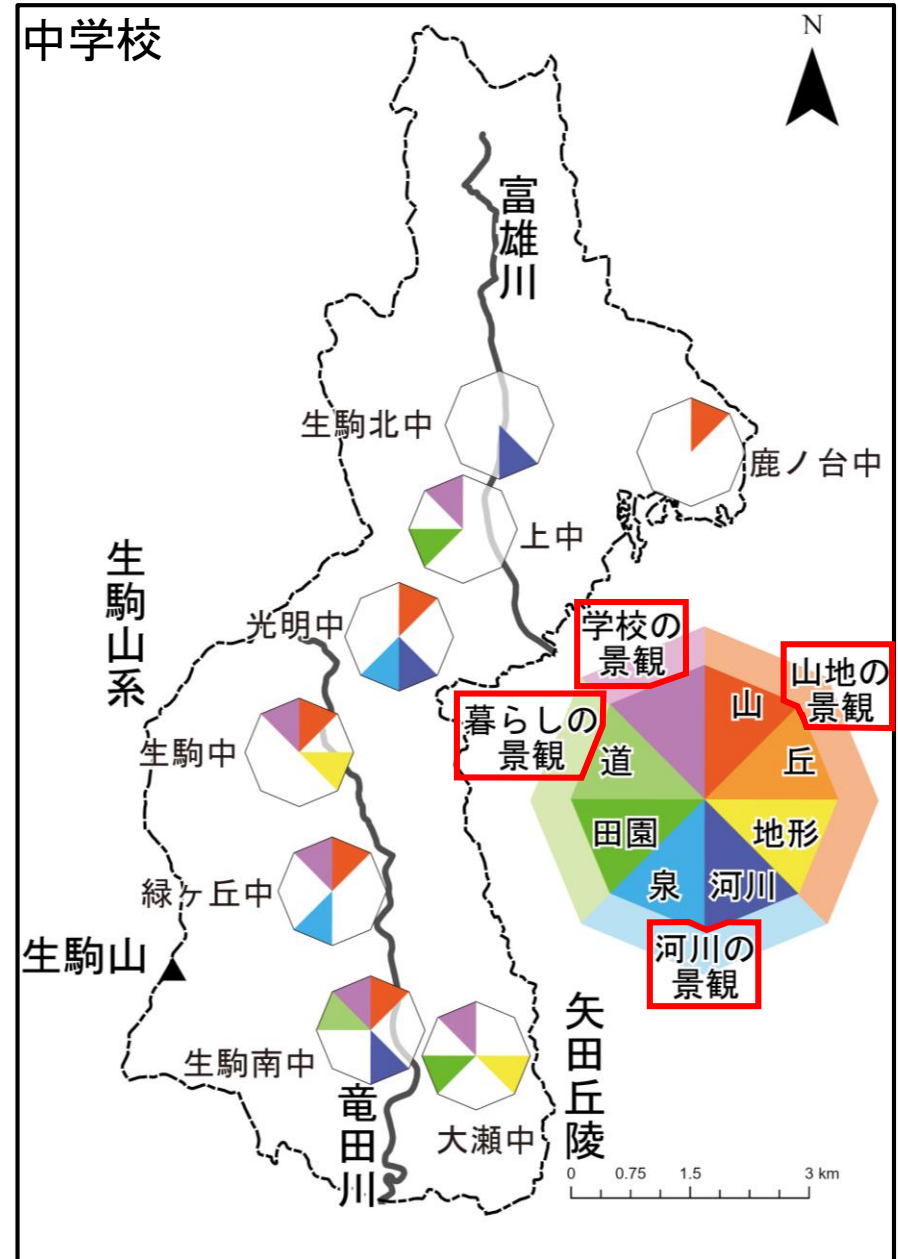 中学校
N
富雄川
生駒北中
鹿ノ台中
上中
生駒山系
光明中
学校の
景観
山地の
景観
暮らしの
景観
山
丘
道
地形
田園
泉
河川
河川の
景観
生駒中
緑ヶ丘中
生駒山
生駒南中
大瀬中
竜田川
矢田丘陵
0 0.75 1.5 3 km